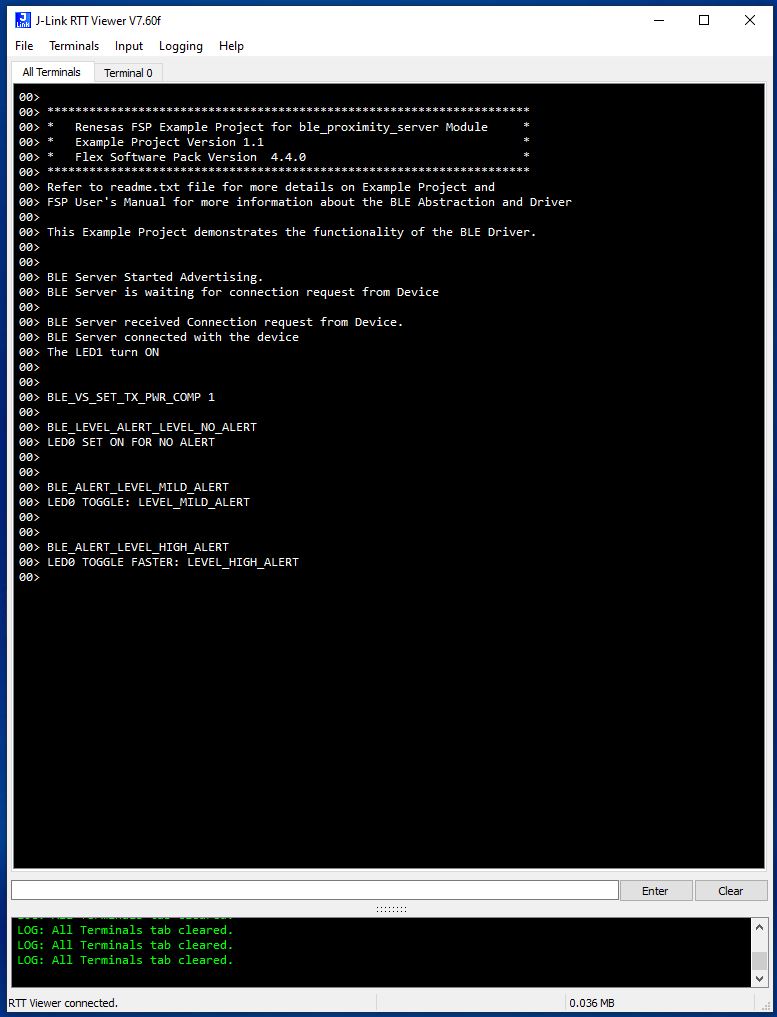 J-Link RTT Viewer V7.60f
File Terminals Input Logging Help
All Terminals Terminal 0
00>
00> *********************************************************************
00> *   Renesas FSP Example Project for ble_proximity_server Module     *
00> *   Example Project Version 1.1                                     *
00> *   Flex Software Pack Version  4.4.0                               *
00> *********************************************************************
00> Refer to readme.txt file for more details on Example Project and
00> FSP User's Manual for more information about the BLE Abstraction and Driver
00>
00> This Example Project demonstrates the functionality of the BLE Driver.
00>
00>
00> BLE Server Started Advertising.
00> BLE Server is waiting for connection request from Device
00>
00> BLE Server received Connection request from Device.
00> BLE Server connected with the device
00> The LED1 turn ON
00>
00>
00> BLE_VS_SET_TX_PWR_COMP 1
00>
00> BLE_LEVEL_ALERT_LEVEL_NO_ALERT
00> LED0 SET ON FOR NO ALERT
00>
00>
00> BLE_ALERT_LEVEL_MILD_ALERT
00> LED0 TOGGLE: LEVEL_MILD_ALERT
00>
00>
00> BLE_ALERT_LEVEL_HIGH_ALERT
00> LED0 TOGGLE FASTER: LEVEL_HIGH_ALERT
00>
Enter Clear
LOG: All Terminals tab cleared.
LOG: All Terminals tab cleared.
LOG: All Terminals tab cleared.
RTT Viewer connected. 0.036 MB